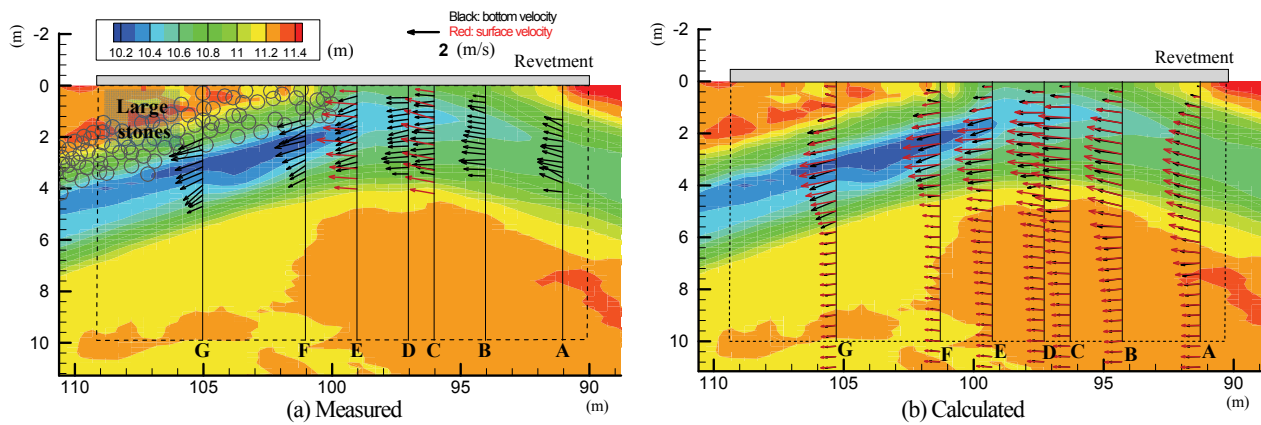 Black: bottom velocity
Red: surface velocity
2 (m/s)
10.2 10.4 10.6 10.8 11 11.2 11.4 (m)
(m)
-2
0
2
4
6
8
10
Revetment
Large
stones
G F E D C B A
110 105 100 95 90
(m)
(a) Measured
(m)
-2
0
2
4
6
8
10
Revetment
G F E D C B A
110 105 100 95 90
(m)
(b) Calculated